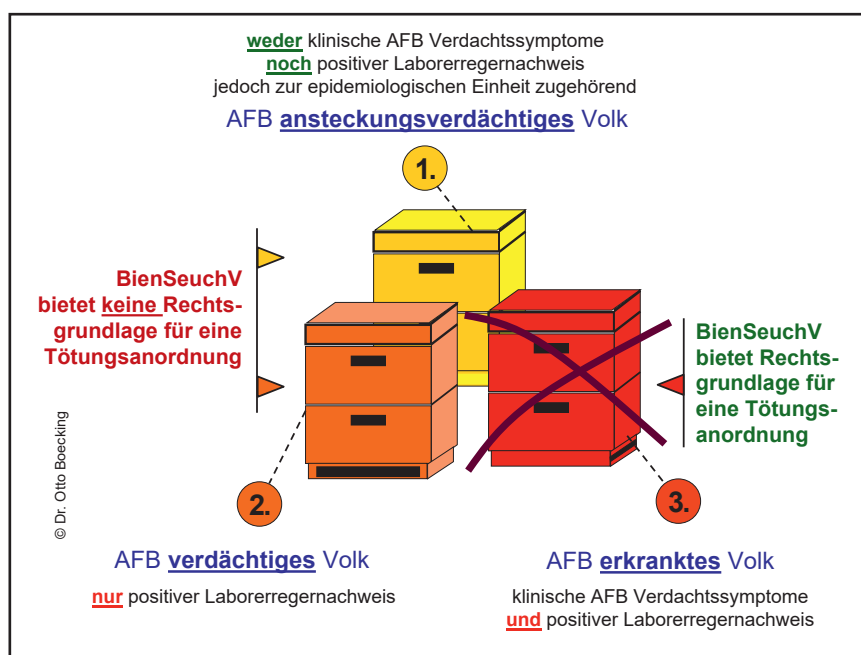 weder klinische AFB Verdachtssymptome
noch positiver Laborerregernachweis
jedoch zur epidemiologischen Einheit zugehörend
AFB ansteckungsverdächtiges Volk
1.
BienSeuchV
bietet keine Rechts-
grundlage für eine
Tötungsanordnung
BienSeuchV
bietet Rechts-
grundlage für
eine Tötungs-
anordnung
© Dr. Otto Boecking
2.
3.
AFB verdächtiges Volk
nur positiver Laborerregernachweis
AFB erkranktes Volk
klinische AFB Verdachtssymptome
und positiver Laborerregernachweis